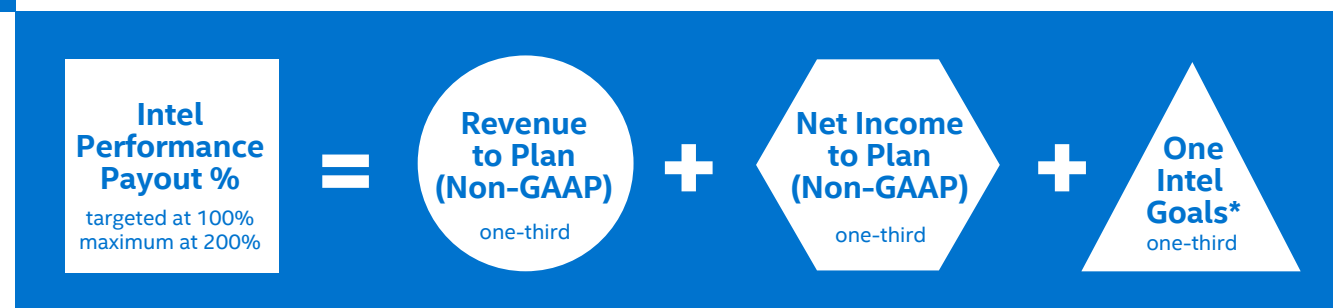 Intel
Performance
Payout %
targeted at 100%
maximum at 200%
=
Revenue
to Plan
(Non-GAAP)
one-third
+
Net Income
to Plan
(Non-GAAP)
one-third
+
One
Intel
Goals*
one-third